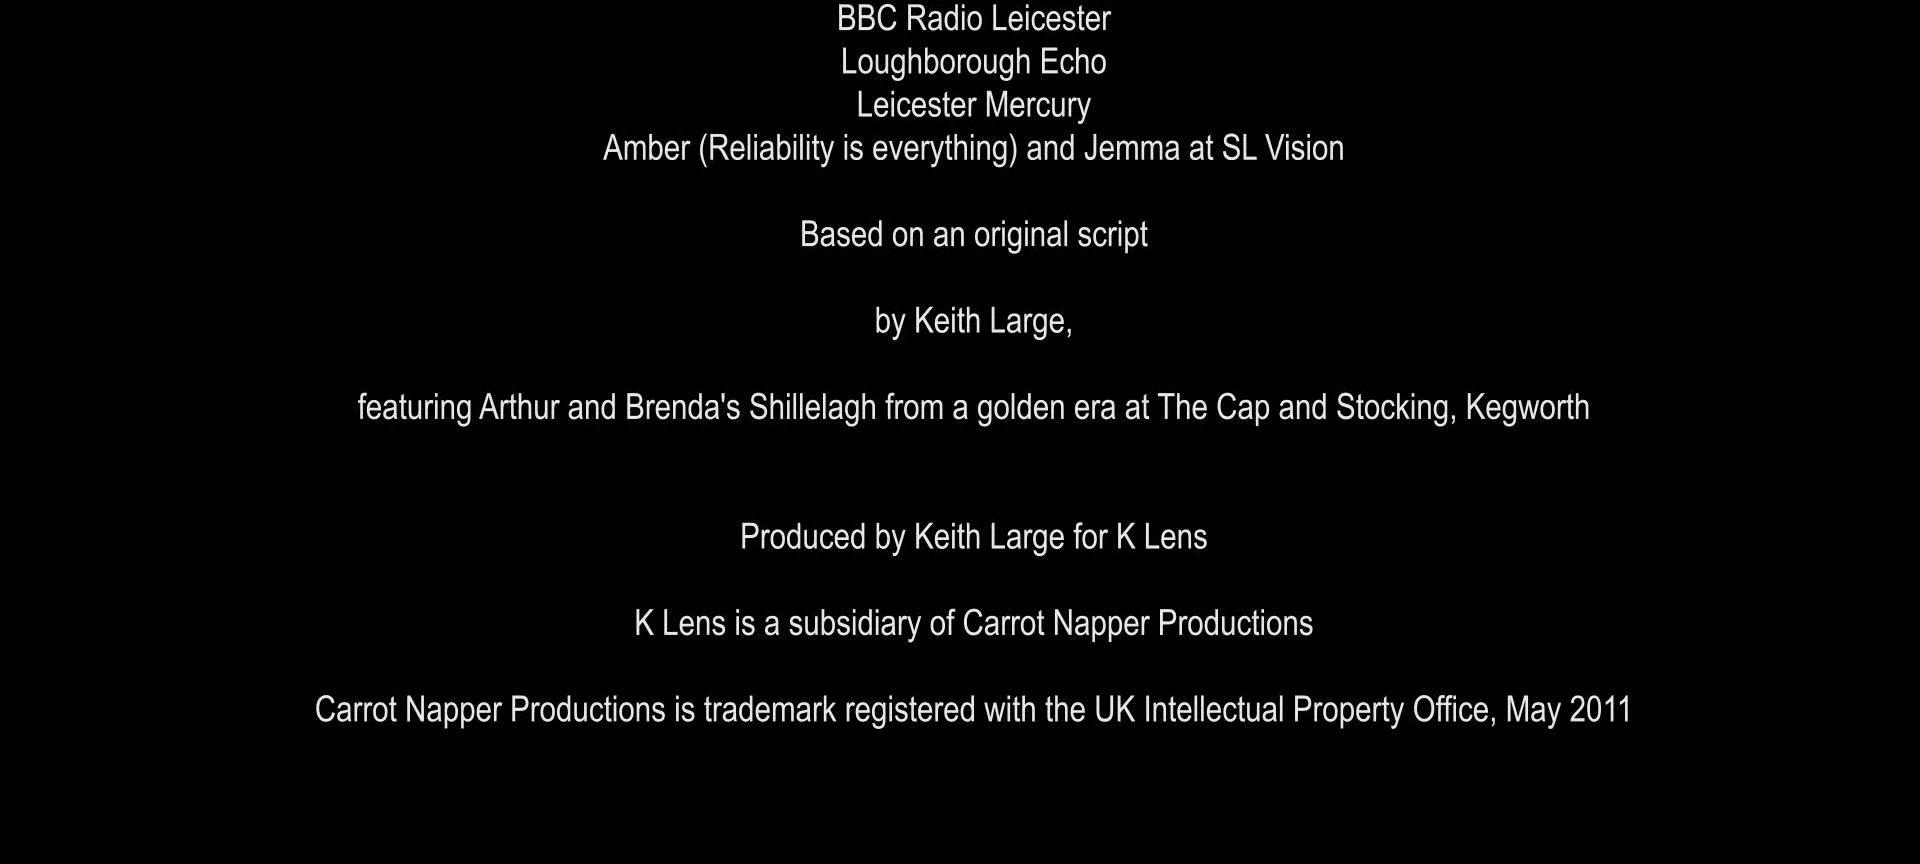 BBC Radio Leicester
Loughborough Echo
Leicester Mercury
Amber (Reliability is everything) and Jemma at SL Vision
Based on an original script
by Keith Large,
featuring Arthur and Brenda's Shillelagh from a golden era at The Cap and Stocking, Kegworth
Produced by Keith Large for K Lens
K Lens is a subsidiary of Carrot Napper Productions
Carrot Napper Productions is trademark registered with the UK Intellectual Property Office, May 2011